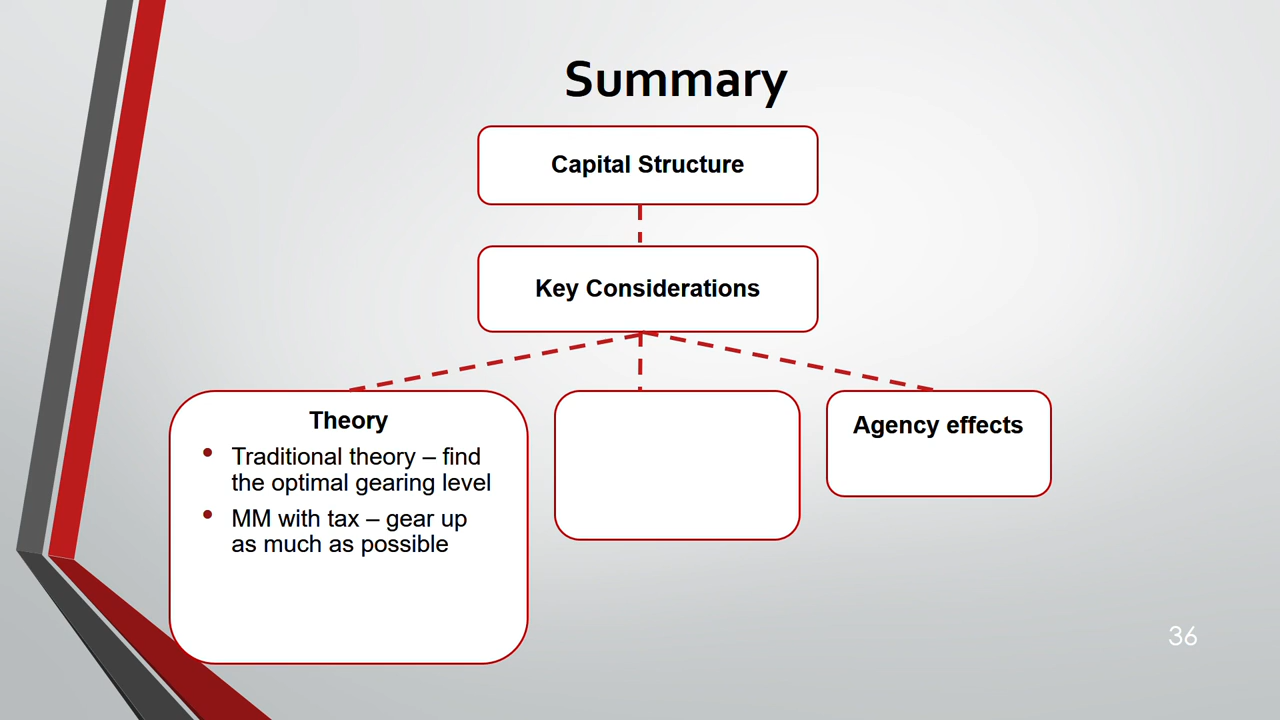 Summary
Capital Structure
Key Considerations
Theory
• Traditional theory – find
the optimal gearing level
• MM with tax – gear up
as much as possible
Agency effects
36